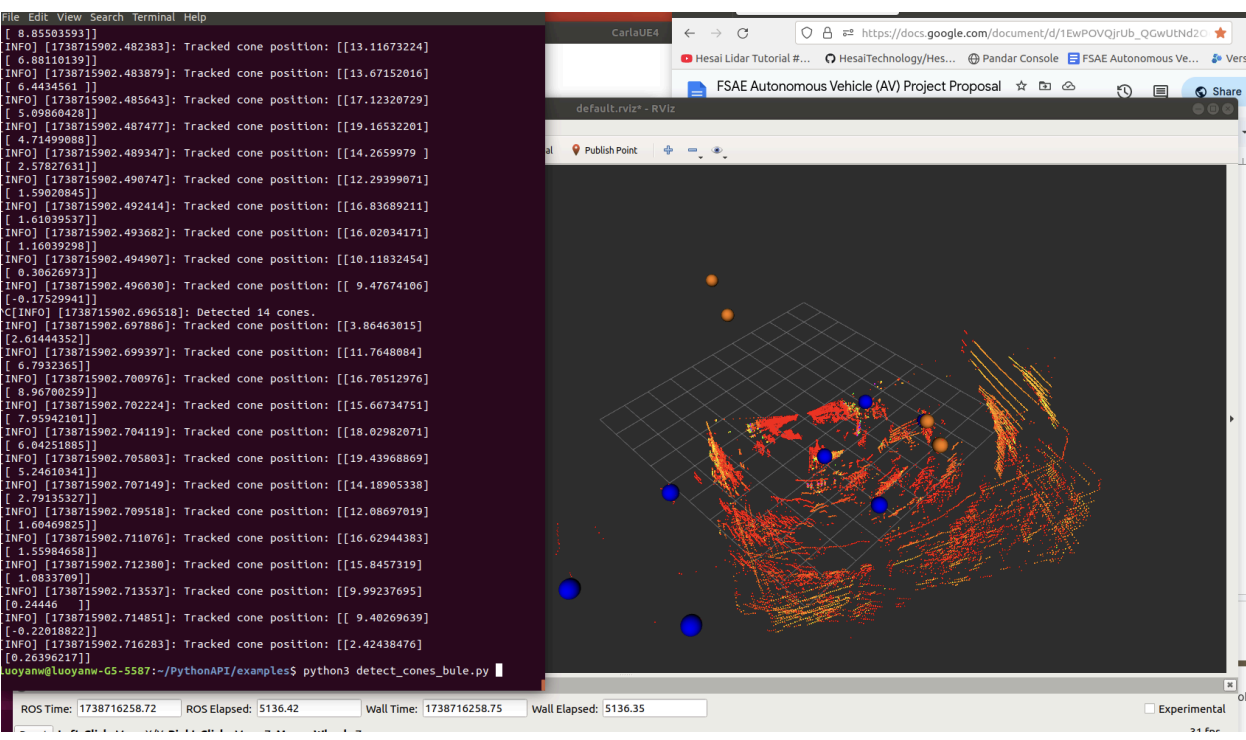 File Edit View Search Terminal Help
[ 8.85503593]]
[INFO] [1738715902.482383]: Tracked cone position: [[13.11673224]
[ 6.88110139]]
[INFO] [1738715902.483879]: Tracked cone position: [[13.67152016]
[ 6.4434561 ]]
[INFO] [1738715902.485643]: Tracked cone position: [[17.12320729]
[ 5.09860428]]
[INFO] [1738715902.487477]: Tracked cone position: [[19.16532201]
[ 4.71499088]]
[INFO] [1738715902.489347]: Tracked cone position: [[14.2659979 ]
[ 2.57827631]]
[INFO] [1738715902.490747]: Tracked cone position: [[12.29399071]
[ 1.59020845]]
[INFO] [1738715902.492414]: Tracked cone position: [[16.83689211]
[ 1.61039537]]
[INFO] [1738715902.493682]: Tracked cone position: [[16.02034171]
[ 1.16039298]]
[INFO] [1738715902.494907]: Tracked cone position: [[10.11832454]
[ 0.30626973]]
[INFO] [1738715902.496030]: Tracked cone position: [[ 9.47674106]
[-0.17529941]]
^C[INFO] [1738715902.696518]: Detected 14 cones.
[INFO] [1738715902.697886]: Tracked cone position: [[3.86463015]
[2.61444352]]
[INFO] [1738715902.699397]: Tracked cone position: [[11.7648084]
[ 6.7932365]]
[INFO] [1738715902.700976]: Tracked cone position: [[16.70512976]
[ 8.96700259]]
[INFO] [1738715902.702224]: Tracked cone position: [[15.66734751]
[ 7.95942101]]
[INFO] [1738715902.704119]: Tracked cone position: [[18.02982071]
[ 6.04251885]]
[INFO] [1738715902.705803]: Tracked cone position: [[19.43968869]
[ 5.24610341]]
[INFO] [1738715902.707149]: Tracked cone position: [[14.18905338]
[ 2.79135327]]
[INFO] [1738715902.709518]: Tracked cone position: [[12.08697019]
[ 1.60469825]]
[INFO] [1738715902.711076]: Tracked cone position: [[16.62944383]
[ 1.55984658]]
[INFO] [1738715902.712380]: Tracked cone position: [[15.8457319]
[ 1.0833709]]
[INFO] [1738715902.713537]: Tracked cone position: [[9.99237695]
[0.24446 ]]
[INFO] [1738715902.714851]: Tracked cone position: [[ 9.40269639]
[-0.22018822]]
[INFO] [1738715902.716283]: Tracked cone position: [[2.42438476]
[0.26396217]]
luoyanw@luoyanw-G5-5587:~/PythonAPI/examples$ python3 detect_cones_bule.py
CarlaUE4
https://docs.google.com/document/d/1EwPOVQjrUb_QGwUtNd2O
Hesai Lidar Tutorial #... HesaiTechnology/Hes... Pandar Console FSAE Autonomous Ve... Vers
FSAE Autonomous Vehicle (AV) Project Proposal Share
default.rviz* - RViz
al Publish Point
ROS Time: 1738716258.72 ROS Elapsed: 5136.42 Wall Time: 1738716258.75 Wall Elapsed: 5136.35 Experimental
31 fps